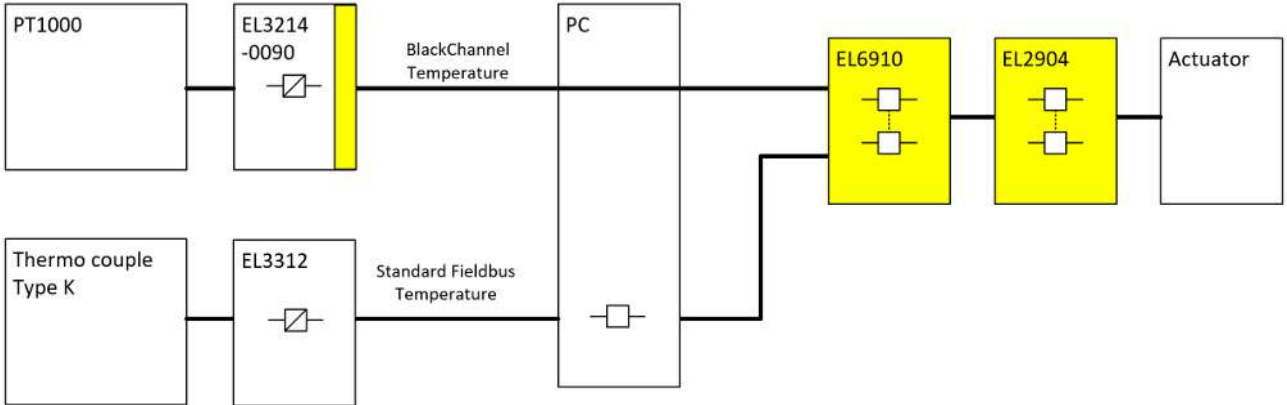 PT1000
EL3214
-0090
BlackChannel
Temperature
PC
EL6910
EL2904
Actuator
Thermo couple
Type K
EL3312
Standard Fieldbus
Temperature